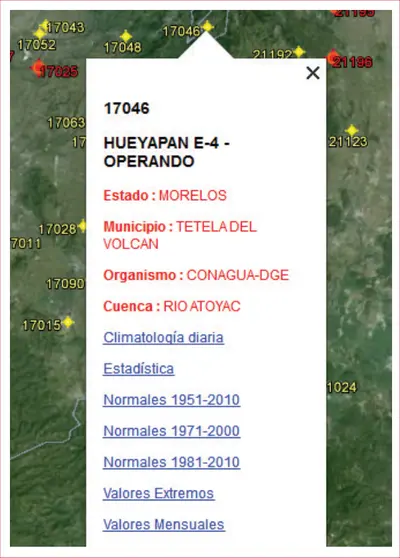 17043
17052
17048
17046
21193
21192
21196
17025
17046
HUEYAPAN E-4 -
OPERANDO
Estado : MORELOS
Municipio : TETELA DEL
VOLCAN
Organismo : CONAGUA-DGE
Cuenca : RIO ATOYAC
Climatología diaria
Estadística
Normales 1951-2010
Normales 1971-2000
Normales 1981-2010
Valores Extremos
Valores Mensuales
17063
17
21123
17028
17011
17090
17015
1024